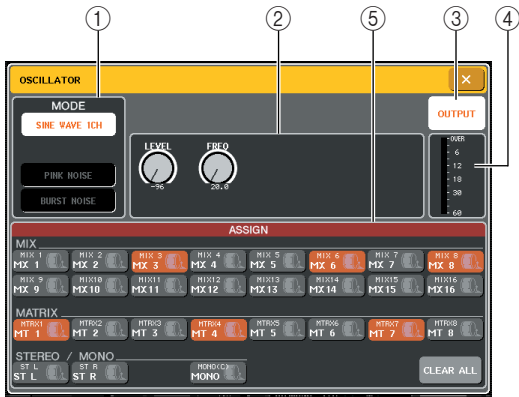 ① ② ⑤ ③ ④
OSCILLATOR ×
MODE
SINE WAVE 1CH
OUTPUT
LEVEL FREQ
OVER
6
12
18
30
60
PINK NOISE
BURST NOISE
-96 20.0
ASSIGN
MIX
MIX 1 MIX 2 MIX 3 MIX 4 MIX 5 MIX 6 MIX 7 MIX 8
MX 1 MX 2 MX 3 MX 4 MX 5 MX 6 MX 7 MX 8
MIX 9 MIX10 MIX11 MIX12 MIX13 MIX14 MIX15 MIX16
MX 9 MX10 MX11 MX12 MX13 MX14 MX15 MX16
MATRIX
MTRX1 MTRX2 MTRX3 MTRX4 MTRX5 MTRX6 MTRX7 MTRX8
MT 1 MT 2 MT 3 MT 4 MT 5 MT 6 MT 7 MT 8
STEREO / MONO
ST L ST R MONO(C)
ST L ST R MONO
CLEAR ALL